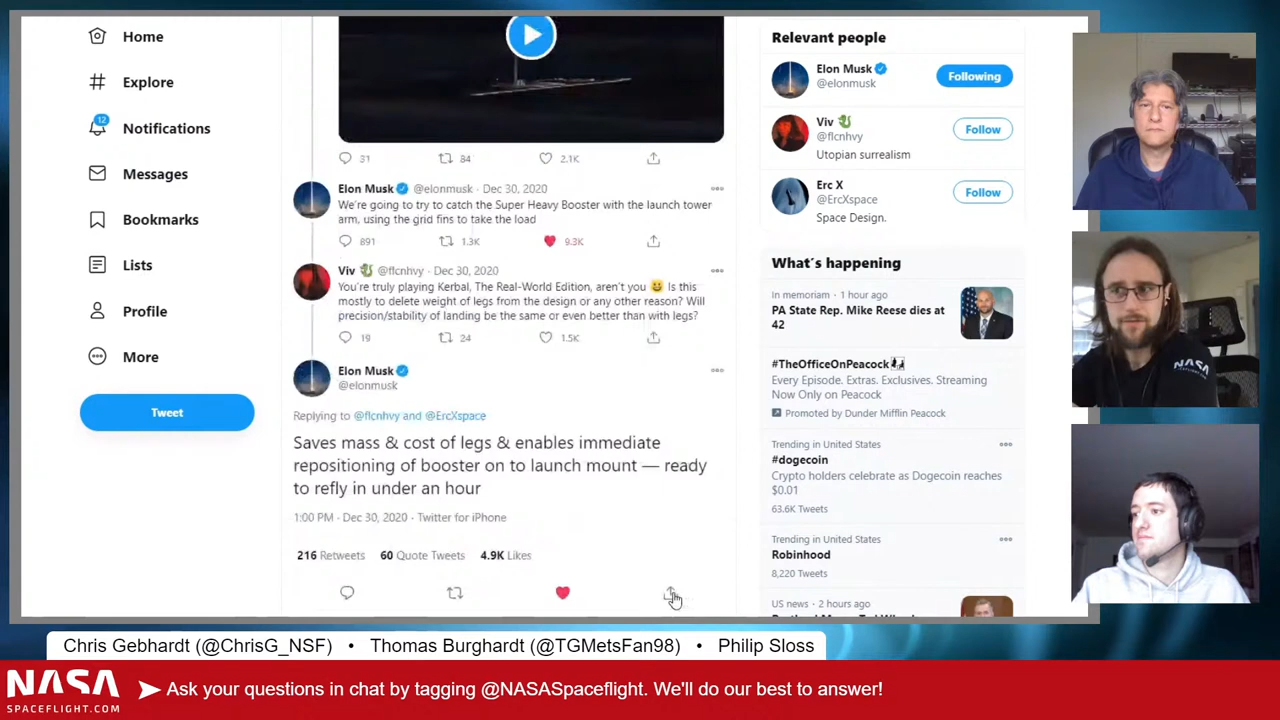 Home
Explore
12
Notifications
Messages
Bookmarks
Lists
Profile
More
Tweet
31 84 2.1K
Elon Musk @elonmusk · Dec 30, 2020
We're going to try to catch the Super Heavy Booster with the launch tower
arm, using the grid fins to take the load
891 1.3K 9.3K
Viv @flcnhvy · Dec 30, 2020
You're truly playing Kerbal, The Real-World Edition, aren't you 😀 Is this
mostly to delete weight of legs from the design or any other reason? Will
precision/stability of landing be the same or even better than with legs?
19 24 1.5K
Elon Musk
@elonmusk
Replying to @flcnhvy and @ErcXspace
Saves mass & cost of legs & enables immediate
repositioning of booster on to launch mount — ready
to refly in under an hour
1:00 PM · Dec 30, 2020 · Twitter for iPhone
216 Retweets 60 Quote Tweets 4.9K Likes
Relevant people
Elon Musk
@elonmusk
Following
Viv
@flcnhvy
Follow
Utopian surrealism
Erc X
@ErcXspace
Follow
Space Design.
What's happening
In memoriam · 1 hour ago
PA State Rep. Mike Reese dies at
42
#TheOfficeOnPeacock
Every Episode. Extras. Exclusives. Streaming
Now Only on Peacock
Promoted by Dunder Mifflin Peacock
Trending in United States
#dogecoin
Crypto holders celebrate as Dogecoin reaches
$0.01
63.6K Tweets
Trending in United States
Robinhood
8,220 Tweets
US news · 2 hours ago
NASA
Chris Gebhardt (@ChrisG_NSF) • Thomas Burghardt (@TGMetsFan98) • Philip Sloss
NASA
SPACEFLIGHT.COM
Ask your questions in chat by tagging @NASASpaceflight. We'll do our best to answer!